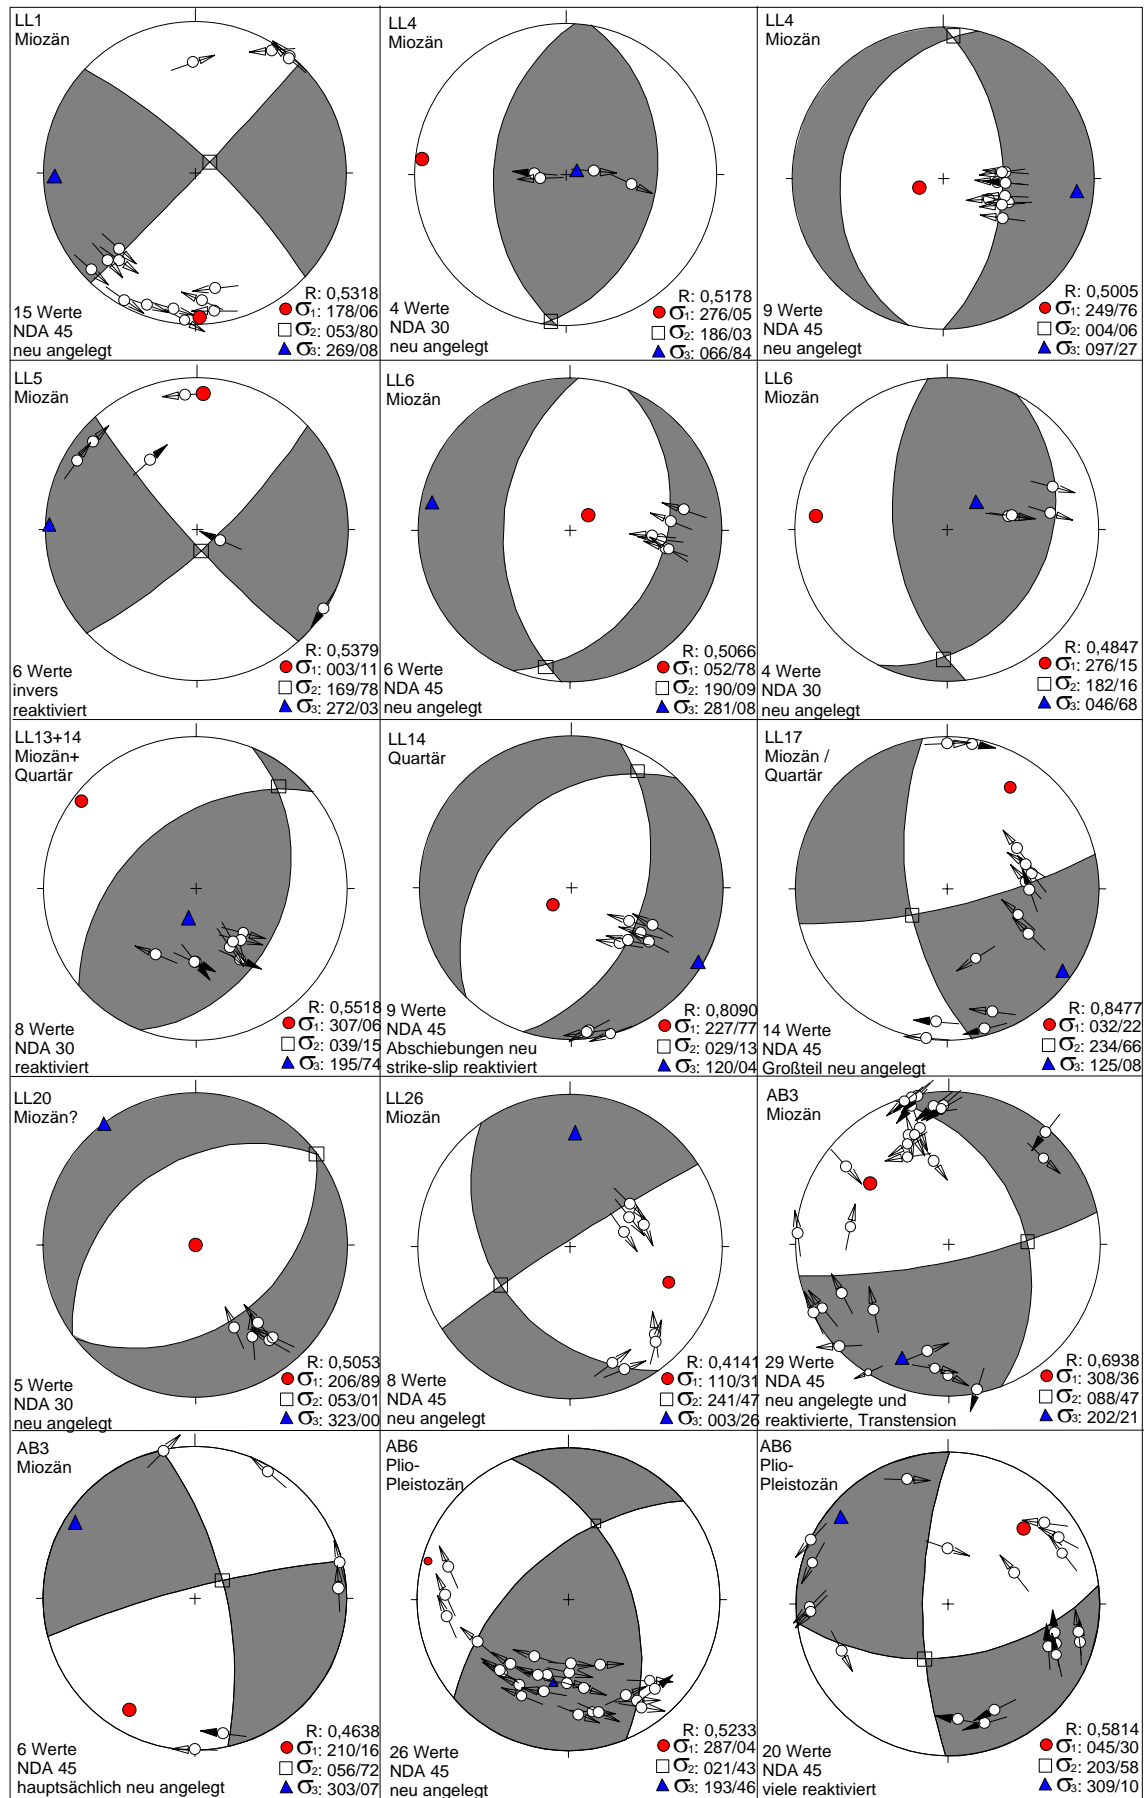 LL1
Miozän
15 Werte
NDA 45
neu angelegt
R: 0,5318
σ1: 178/06
σ2: 053/80
σ3: 269/08
LL4
Miozän
4 Werte
NDA 30
neu angelegt
R: 0,5178
σ1: 276/05
σ2: 186/03
σ3: 066/84
LL4
Miozän
9 Werte
NDA 45
neu angelegt
R: 0,5005
σ1: 249/76
σ2: 004/06
σ3: 097/27
LL5
Miozän
6 Werte
invers
reaktiviert
R: 0,5379
σ1: 003/11
σ2: 169/78
σ3: 272/03
LL6
Miozän
6 Werte
NDA 45
neu angelegt
R: 0,5066
σ1: 052/78
σ2: 190/09
σ3: 281/08
LL6
Miozän
4 Werte
NDA 30
neu angelegt
R: 0,4847
σ1: 276/15
σ2: 182/16
σ3: 046/68
LL13+14
Miozän+
Quartär
8 Werte
NDA 30
reaktiviert
R: 0,5518
σ1: 307/06
σ2: 039/15
σ3: 195/74
LL14
Quartär
9 Werte
NDA 45
Abschiebungen neu
strike-slip reaktiviert
R: 0,8090
σ1: 227/77
σ2: 029/13
σ3: 120/04
LL17
Miozän /
Quartär
14 Werte
NDA 45
Großteil neu angelegt
R: 0,8477
σ1: 032/22
σ2: 234/66
σ3: 125/08
LL20
Miozän?
5 Werte
NDA 30
neu angelegt
R: 0,5053
σ1: 206/89
σ2: 053/01
σ3: 323/00
LL26
Miozän
8 Werte
NDA 45
neu angelegt
R: 0,4141
σ1: 110/31
σ2: 241/47
σ3: 003/26
AB3
Miozän
29 Werte
NDA 45
neu angelegte und
reaktivierte, Transtension
R: 0,6938
σ1: 308/36
σ2: 088/47
σ3: 202/21
AB3
Miozän
6 Werte
NDA 45
hauptsächlich neu angelegt
R: 0,4638
σ1: 210/16
σ2: 056/72
σ3: 303/07
AB6
Plio-
Pleistozän
26 Werte
NDA 45
neu angelegt
R: 0,5233
σ1: 287/04
σ2: 021/43
σ3: 193/46
AB6
Plio-
Pleistozän
20 Werte
NDA 45
viele reaktiviert
R: 0,5814
σ1: 045/30
σ2: 203/58
σ3: 309/10